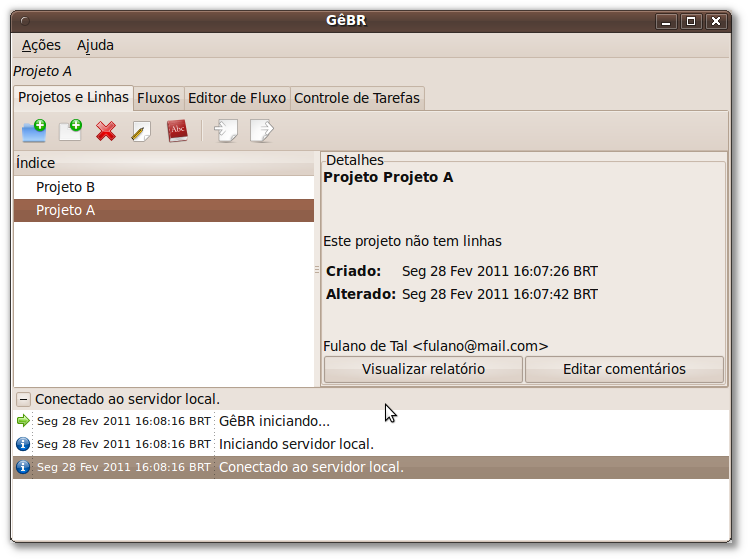 GêBR
Ações Ajuda
Projeto A
Projetos e Linhas Fluxos Editor de Fluxo Controle de Tarefas
Abc
Índice
Projeto B
Projeto A
Detalhes
Projeto Projeto A
Este projeto não tem linhas
Criado: Seg 28 Fev 2011 16:07:26 BRT
Alterado: Seg 28 Fev 2011 16:07:42 BRT
Fulano de Tal <fulano@mail.com>
Visualizar relatório Editar comentários
Conectado ao servidor local.
Seg 28 Fev 2011 16:08:16 BRT GêBR iniciando...
Seg 28 Fev 2011 16:08:16 BRT Iniciando servidor local.
Seg 28 Fev 2011 16:08:16 BRT Conectado ao servidor local.